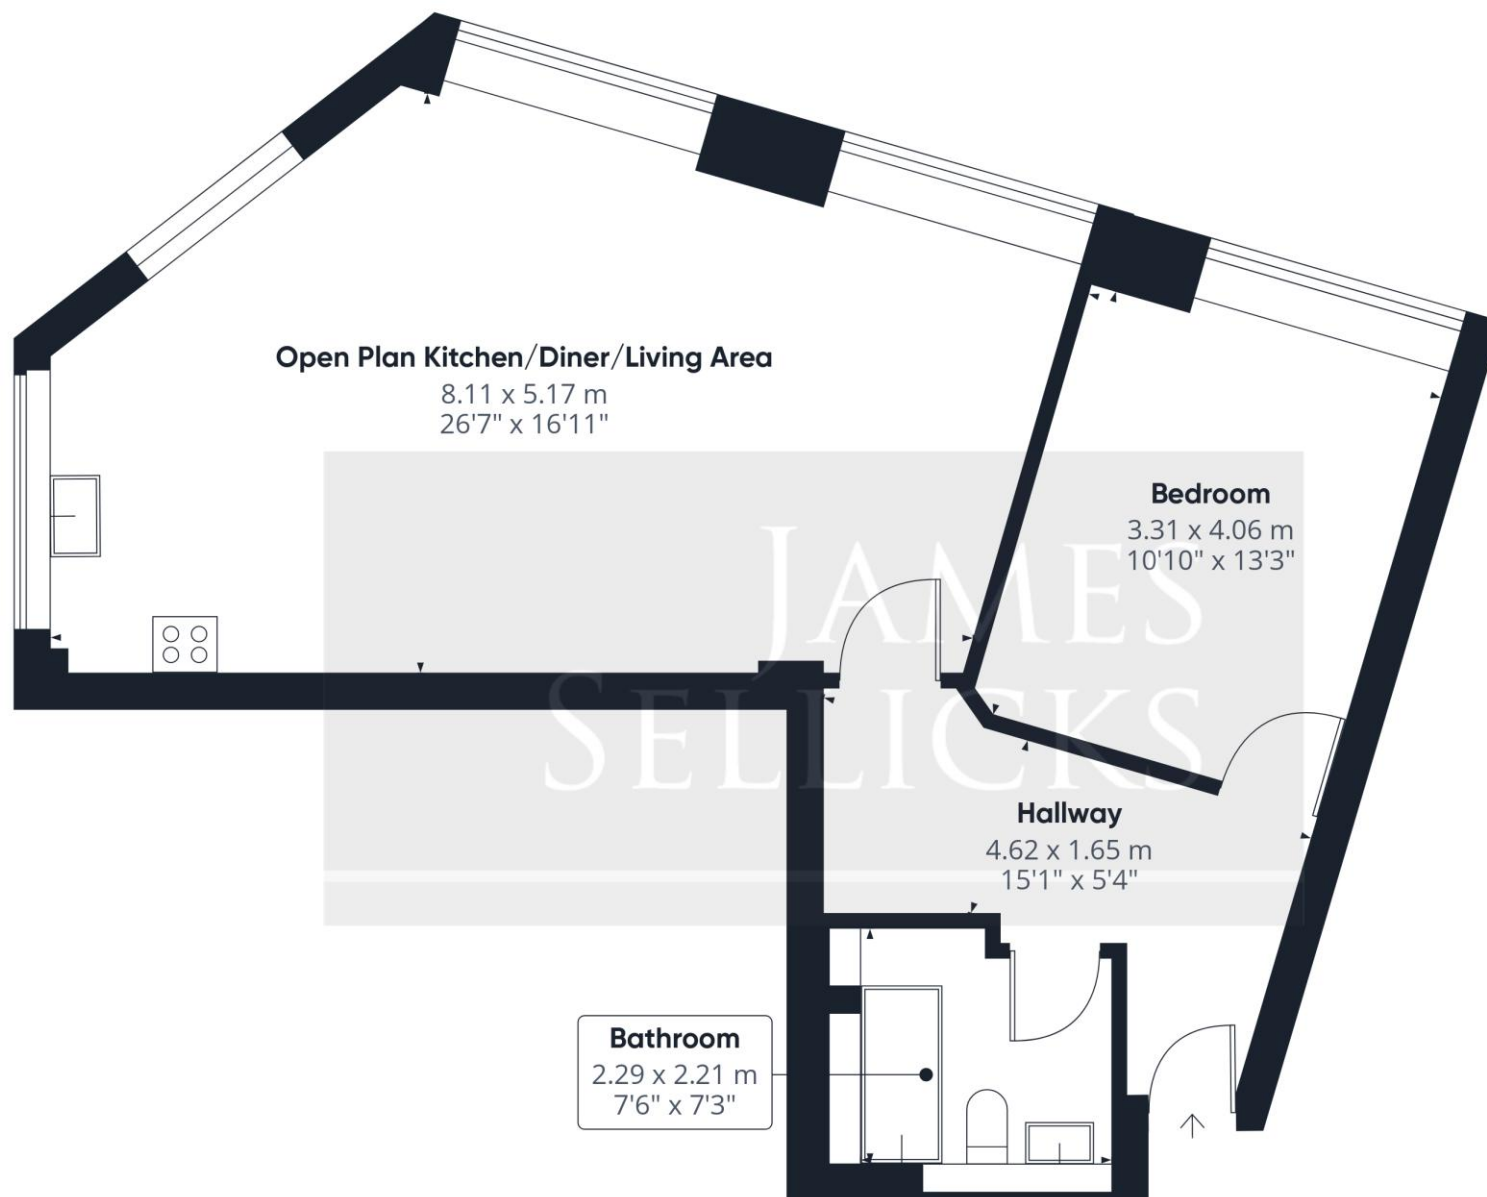 Open Plan Kitchen/Diner/Living Area
8.11 x 5.17 m
26'7" x 16'11"
Bedroom
3.31 x 4.06 m
10'10" x 13'3"
JAMES
SELLICKS
Hallway
4.62 x 1.65 m
15'1" x 5'4"
Bathroom
2.29 x 2.21 m
7'6" x 7'3"